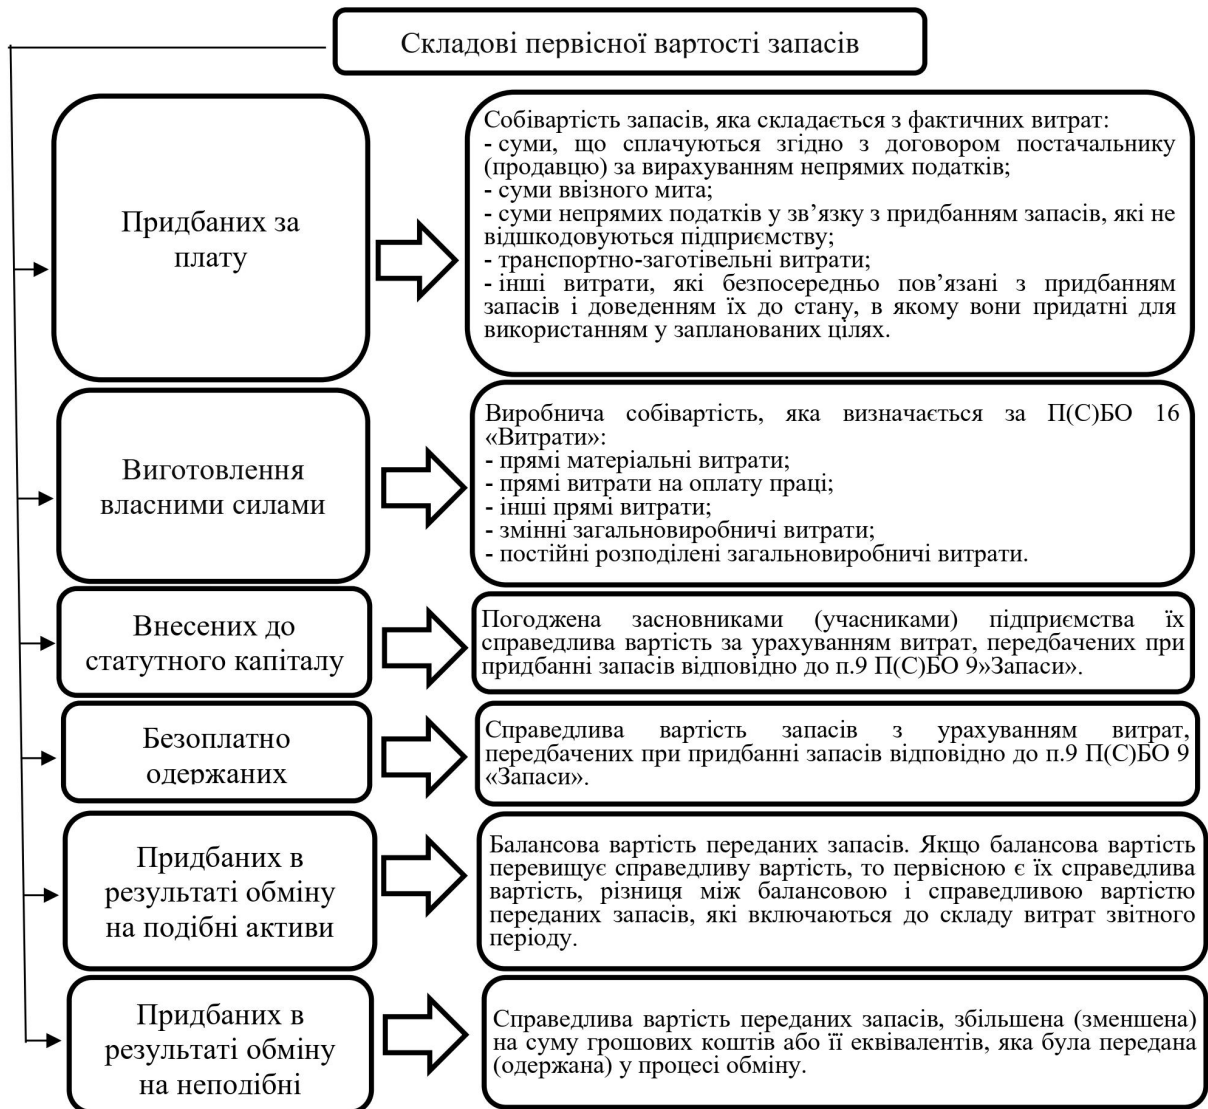 Складові первісної вартості запасів
Придбаних за
плату
Собівартість запасів, яка складається з фактичних витрат:
- суми, що сплачуються згідно з договором постачальнику
(продавцю) за вирахуванням непрямих податків;
- суми ввізного мита;
- суми непрямих податків у зв’язку з придбанням запасів, які не
відшкодовуються підприємству;
- транспортно-заготівельні витрати;
- інші витрати, які безпосередньо пов’язані з придбанням
запасів і доведенням їх до стану, в якому вони придатні для
використанням у запланованих цілях.
Виготовлення
власними силами
Виробнича собівартість, яка визначається за П(С)БО 16
«Витрати»:
- прямі матеріальні витрати;
- прямі витрати на оплату праці;
- інші прямі витрати;
- змінні загальновиробничі витрати;
- постійні розподілені загальновиробничі витрати.
Внесених до
статутного капіталу
Погоджена засновниками (учасниками) підприємства їх
справедлива вартість за урахуванням витрат, передбачених при
придбанні запасів відповідно до п.9 П(С)БО 9»Запаси».
Безоплатно
одержаних
Справедлива вартість запасів з урахуванням витрат,
передбачених при придбанні запасів відповідно до п.9 П(С)БО 9
«Запаси».
Придбаних в
результаті обміну
на подібні активи
Балансова вартість переданих запасів. Якщо балансова вартість
перевищує справедливу вартість, то первісною є їх справедлива
вартість, різниця між балансовою і справедливою вартістю
переданих запасів, які включаються до складу витрат звітного
періоду.
Придбаних в
результаті обміну
на неподібні
Справедлива вартість переданих запасів, збільшена (зменшена)
на суму грошових коштів або її еквівалентів, яка була передана
(одержана) у процесі обміну.